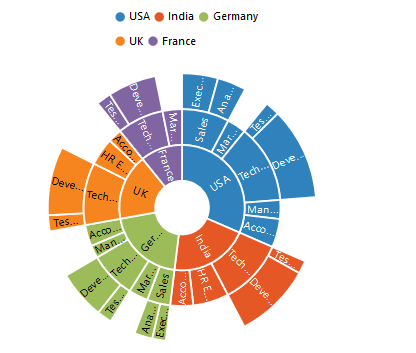 USA India Germany
UK France
Exec...
Ana...
Sales
Mar...
Tes...
Tech...
Deve...
USA
Man...
Acco...
India
Tech...
Tes...
Deve...
HR E...
Acco...
Ger...
Sales
Exec...
Ana...
Mar...
Tech...
Tes...
Deve...
Man...
Acco...
UK
Tech...
Tes...
Deve...
HR E...
Acco...
France
Tech...
Tes...
Deve...
Mar...